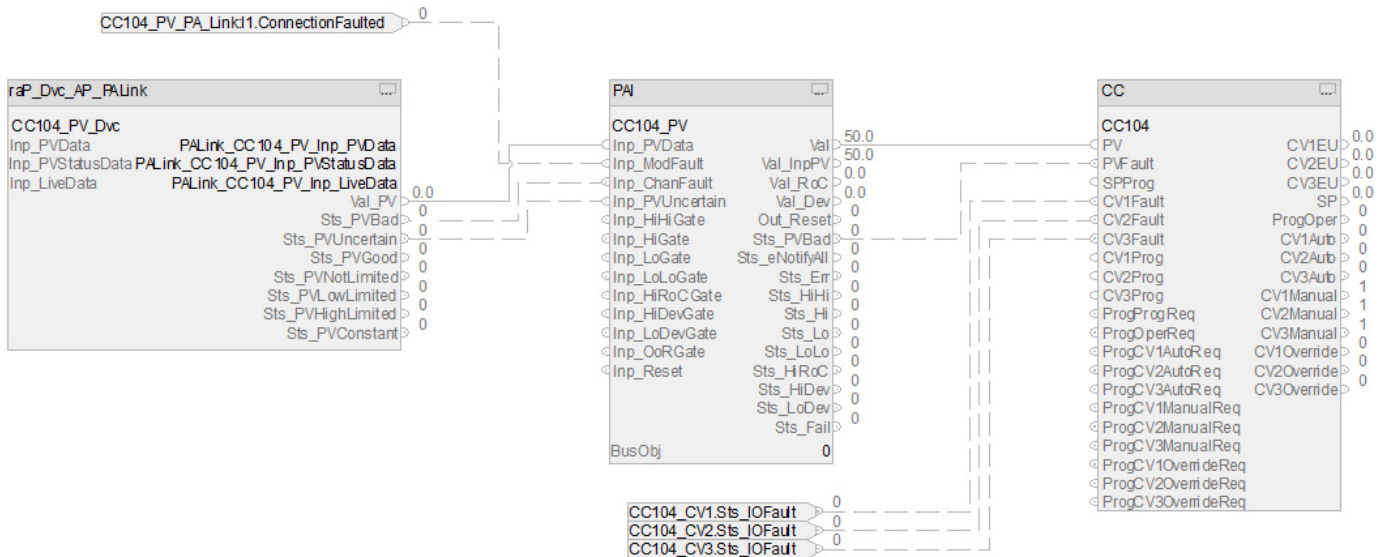 CC104_PV_PA_Link:I1.ConnectionFaulted 0
raP_Dvc_AP_PALink ...
CC104_PV_Dvc
Inp_PVData PALink_CC104_PV_Inp_PVData
Inp_PVStatusData PALink_CC104_PV_Inp_PVStatusData
Inp_LiveData PALink_CC104_PV_Inp_LiveData
Val_PV 0.0
Sts_PVBad 0
Sts_PVUncertain 0
Sts_PVGood 0
Sts_PVNotLimited 0
Sts_PVLowLimited 0
Sts_PVHighLimited 0
Sts_PVConstant 0
PAI ...
CC104_PV
Inp_PVData Val 50.0
Inp_ModFault Val_InpPV 50.0
Inp_ChanFault Val_RoC 0.0
Inp_PVUncertain Val_Dev 0.0
Inp_HiHiGate Out_Reset 0
Inp_HiGate Sts_PVBad 0
Inp_LoGate Sts_eNotifyAll 0
Inp_LoLoGate Sts_Err 0
Inp_HiRoCGate Sts_HiHi 0
Inp_HiDevGate Sts_Hi 0
Inp_LoDevGate Sts_Lo 0
Inp_OoRGate Sts_LoLo 0
Inp_Reset Sts_HiRoC 0
Sts_HiDev 0
Sts_LoDev 0
Sts_Fail 0
BusObj 0
CC ...
CC104
PV CV1EU 0.0
PVFault CV2EU 0.0
SPProg CV3EU 0.0
CV1Fault SP 0.0
CV2Fault ProgOper 0
CV3Fault CV1Auto 0
CV1Prog CV2Auto 0
CV2Prog CV3Auto 0
CV3Prog CV1Manual 1
ProgProgReq CV2Manual 1
ProgOperReq CV3Manual 1
ProgCV1AutoReq CV1Override 0
ProgCV2AutoReq CV2Override 0
ProgCV3AutoReq CV3Override 0
ProgCV1ManualReq
ProgCV2ManualReq
ProgCV3ManualReq
ProgCV1OverrideReq
ProgCV2OverrideReq
ProgCV3OverrideReq
CC104_CV1.Sts_IOFault 0
CC104_CV2.Sts_IOFault 0
CC104_CV3.Sts_IOFault 0